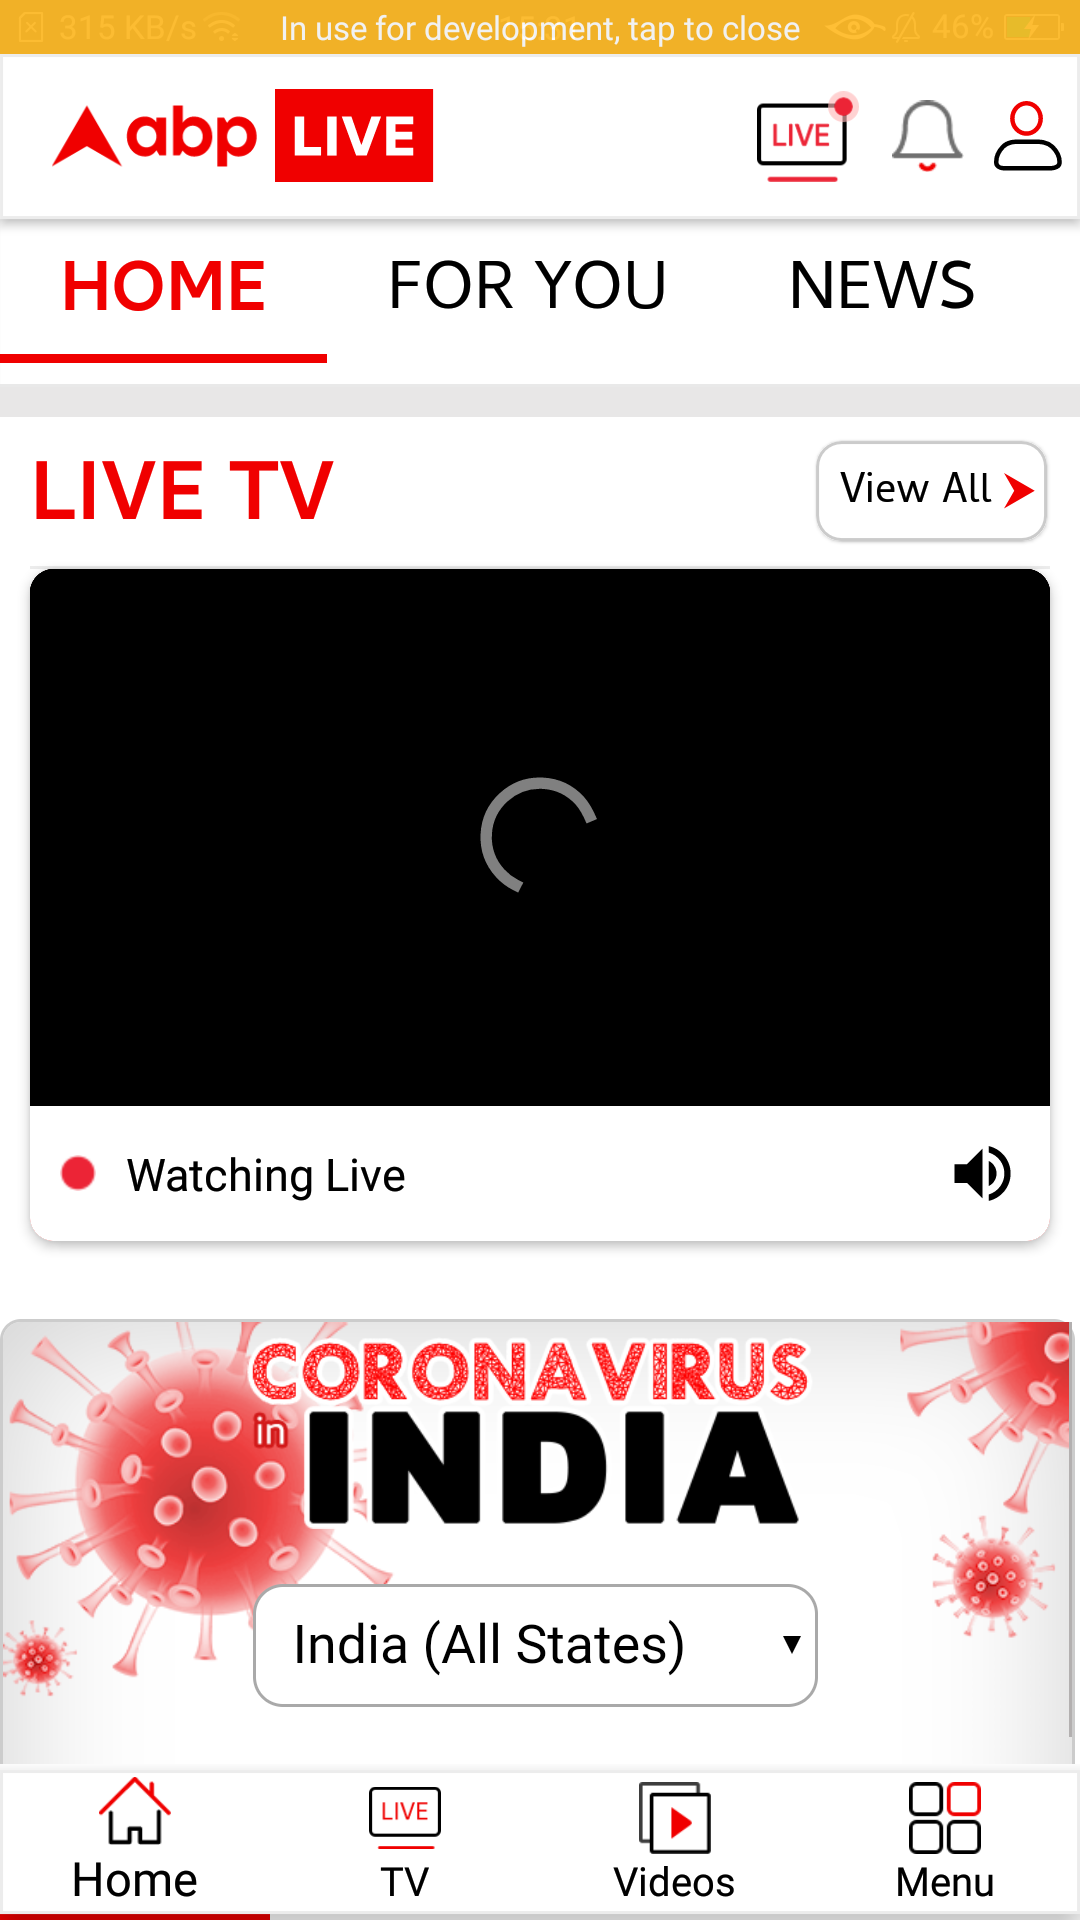 315 KB/s In use for development, tap to close 46%
abp LIVE LIVE
HOME FOR YOU NEWS
LIVE TV View All
Watching Live
CORONAVIRUS
in INDIA
India (All States)
LIVE
Home TV Videos Menu